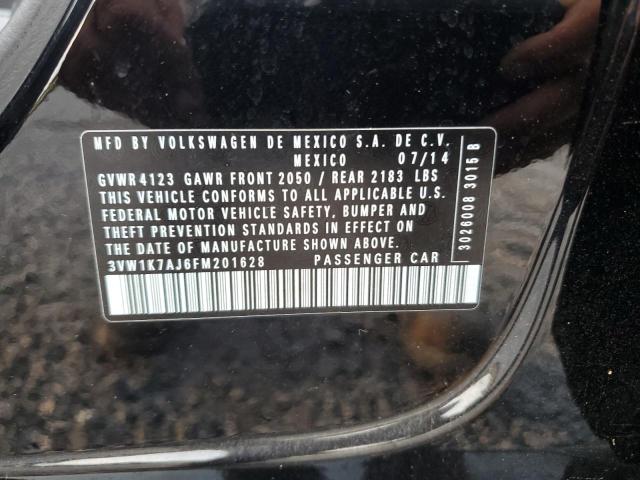 MFD BY VOLKSWAGEN DE MEXICO S.A. DE C.V.
MEXICO 07/14
GVWR 4123 GAWR FRONT 2050 / REAR 2183 LBS
THIS VEHICLE CONFORMS TO ALL APPLICABLE U.S.
FEDERAL MOTOR VEHICLE SAFETY, BUMPER AND
THEFT PREVENTION STANDARDS IN EFFECT ON
THE DATE OF MANUFACTURE SHOWN ABOVE.
3VW1K7AJ6FM201628 PASSENGER CAR
3026008 3015 B